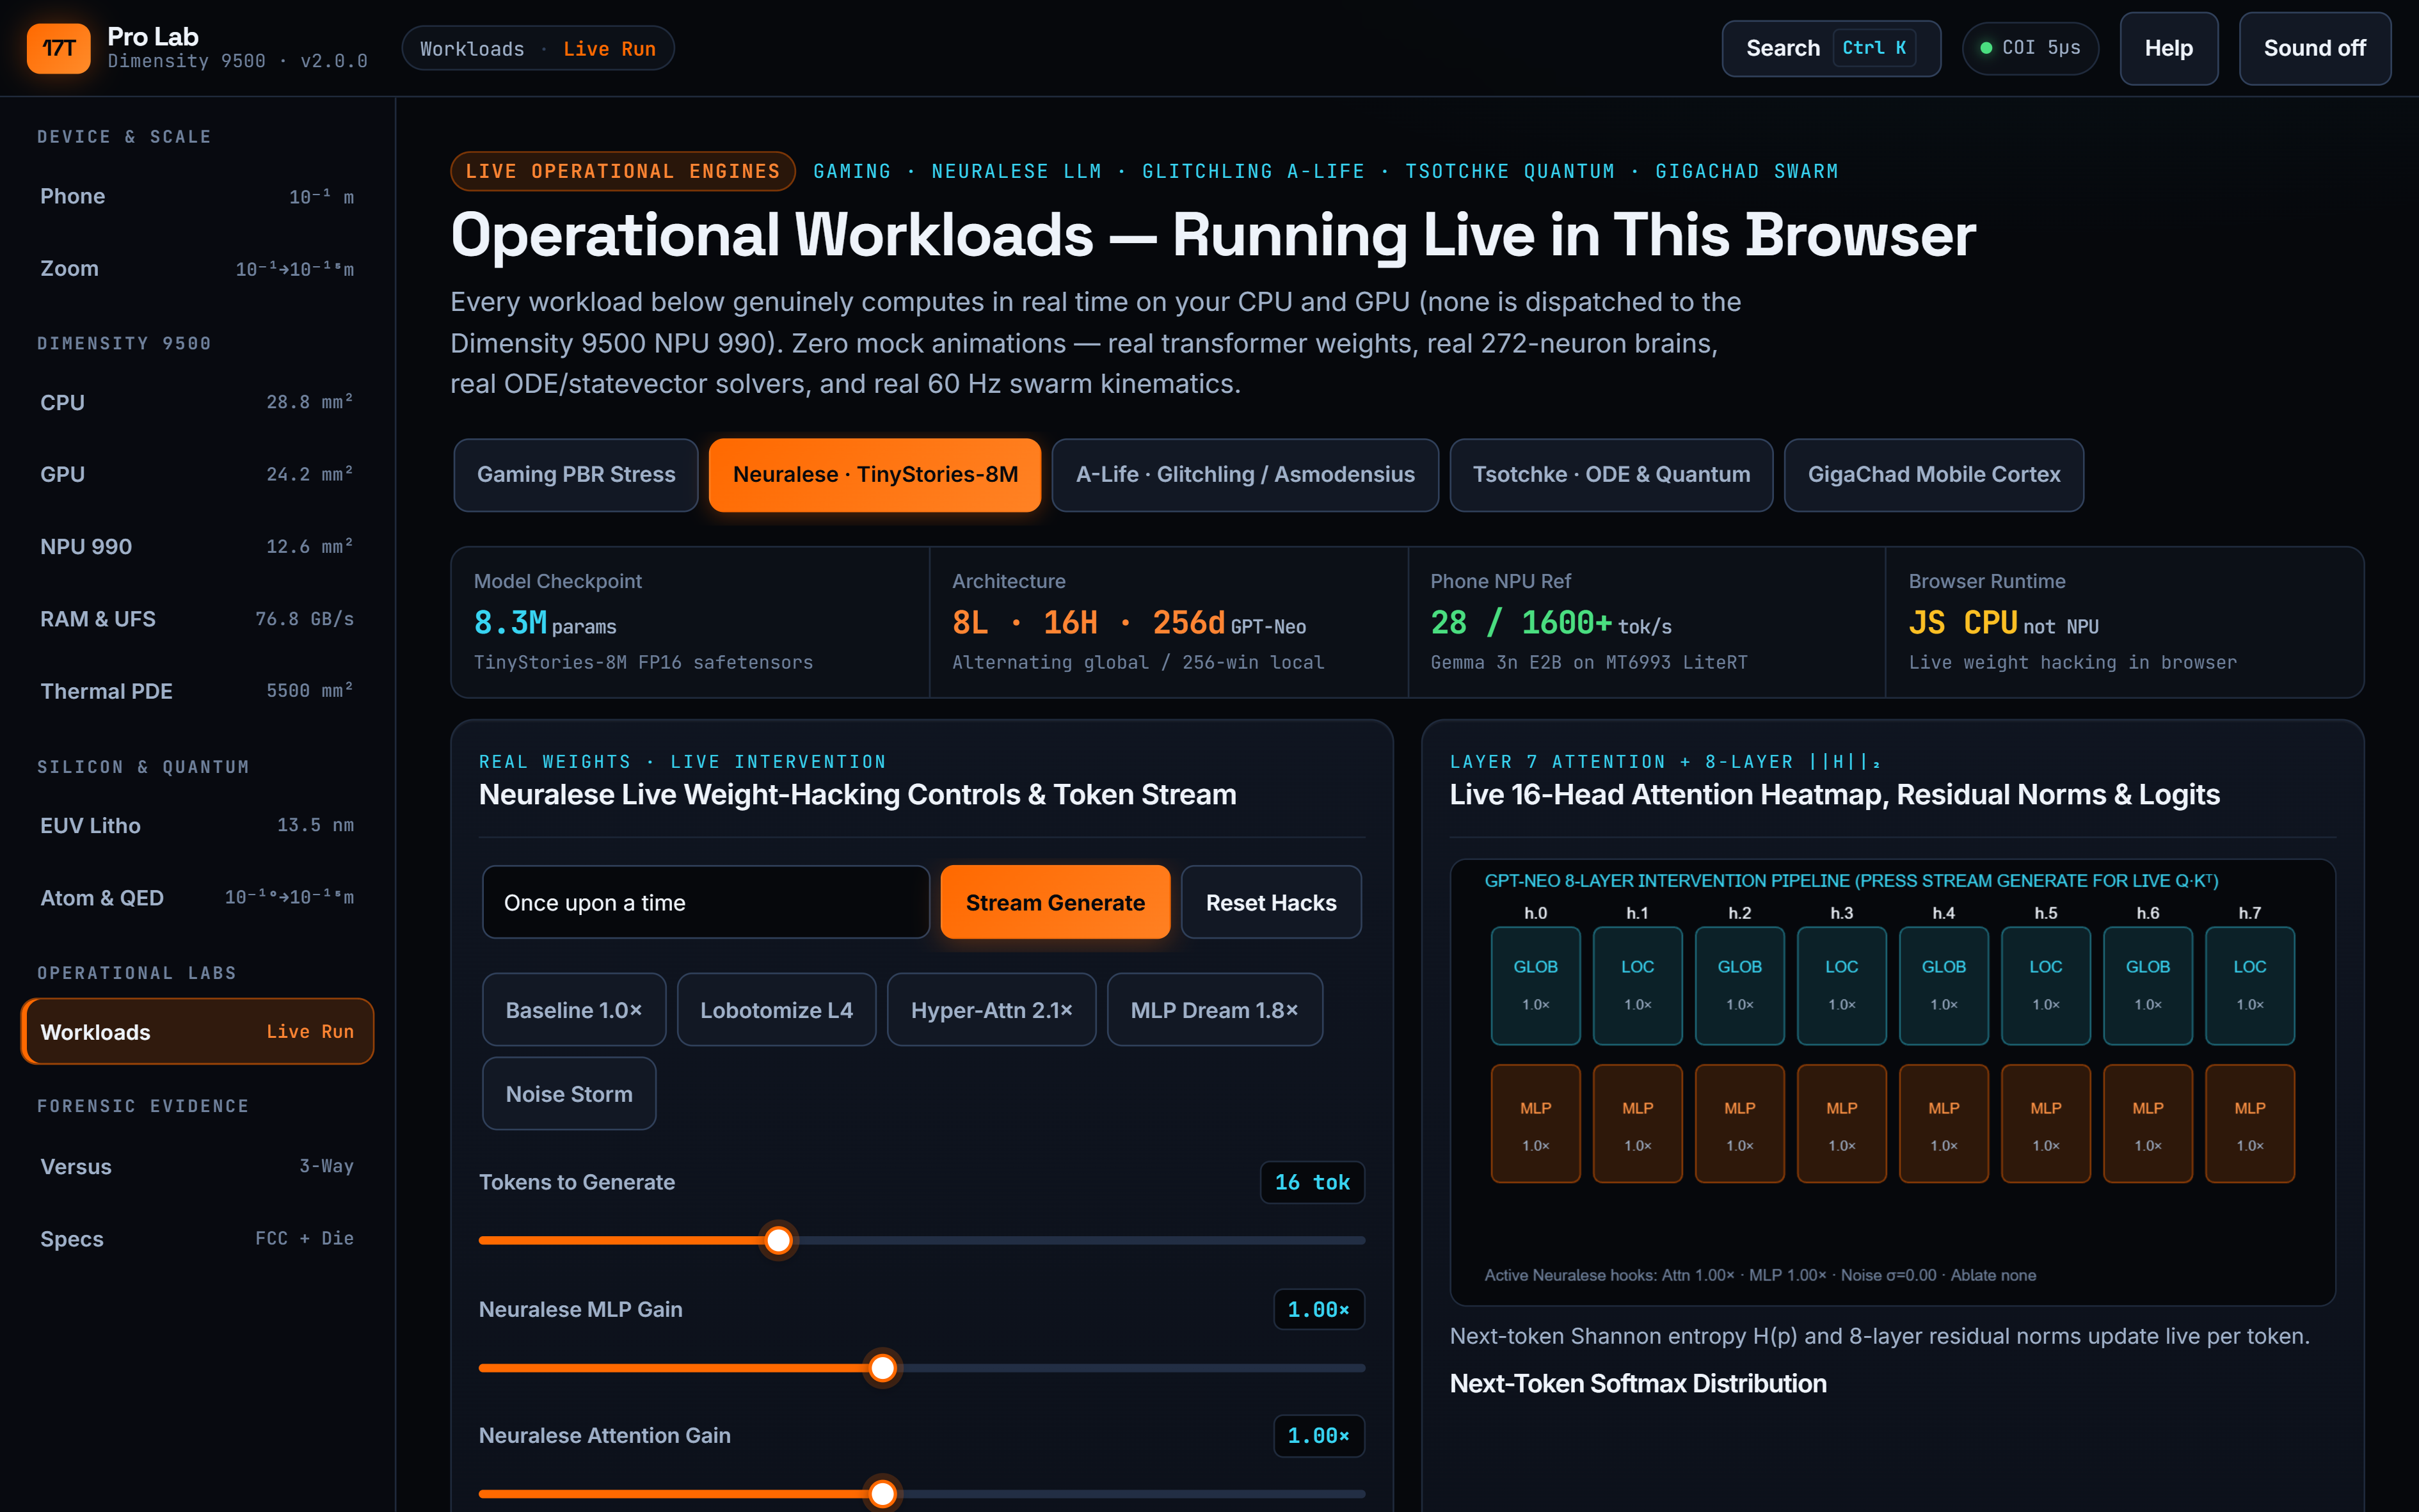 17T
Pro Lab
Dimensity 9500 · v2.0.0
Workloads · Live Run
Search Ctrl K
COI 5µs
Help
Sound off
DEVICE & SCALE
Phone 10⁻¹ m
Zoom 10⁻¹→10⁻¹⁵m
DIMENSITY 9500
CPU 28.8 mm²
GPU 24.2 mm²
NPU 990 12.6 mm²
RAM & UFS 76.8 GB/s
Thermal PDE 5500 mm²
SILICON & QUANTUM
EUV Litho 13.5 nm
Atom & QED 10⁻¹⁰→10⁻¹⁵m
OPERATIONAL LABS
Workloads Live Run
FORENSIC EVIDENCE
Versus 3-Way
Specs FCC + Die
LIVE OPERATIONAL ENGINES GAMING · NEURALESE LLM · GLITCHLING A-LIFE · TSOTCHKE QUANTUM · GIGACHAD SWARM
Operational Workloads — Running Live in This Browser
Every workload below genuinely computes in real time on your CPU and GPU (none is dispatched to the
Dimensity 9500 NPU 990). Zero mock animations — real transformer weights, real 272-neuron brains,
real ODE/statevector solvers, and real 60 Hz swarm kinematics.
Gaming PBR Stress
Neuralese · TinyStories-8M
A-Life · Glitchling / Asmodensius
Tsotchke · ODE & Quantum
GigaChad Mobile Cortex
Model Checkpoint
8.3M params
TinyStories-8M FP16 safetensors
Architecture
8L · 16H · 256d GPT-Neo
Alternating global / 256-win local
Phone NPU Ref
28 / 1600+ tok/s
Gemma 3n E2B on MT6993 LiteRT
Browser Runtime
JS CPU not NPU
Live weight hacking in browser
REAL WEIGHTS · LIVE INTERVENTION
Neuralese Live Weight-Hacking Controls & Token Stream
Once upon a time
Stream Generate
Reset Hacks
Baseline 1.0×
Lobotomize L4
Hyper-Attn 2.1×
MLP Dream 1.8×
Noise Storm
Tokens to Generate 16 tok
Neuralese MLP Gain 1.00×
Neuralese Attention Gain 1.00×
LAYER 7 ATTENTION + 8-LAYER ||H||₂
Live 16-Head Attention Heatmap, Residual Norms & Logits
GPT-NEO 8-LAYER INTERVENTION PIPELINE (PRESS STREAM GENERATE FOR LIVE Q·Kᵀ)
h.0 h.1 h.2 h.3 h.4 h.5 h.6 h.7
GLOB LOC GLOB LOC GLOB LOC GLOB LOC
1.0× 1.0× 1.0× 1.0× 1.0× 1.0× 1.0× 1.0×
MLP MLP MLP MLP MLP MLP MLP MLP
1.0× 1.0× 1.0× 1.0× 1.0× 1.0× 1.0× 1.0×
Active Neuralese hooks: Attn 1.00× · MLP 1.00× · Noise σ=0.00 · Ablate none
Next-token Shannon entropy H(p) and 8-layer residual norms update live per token.
Next-Token Softmax Distribution